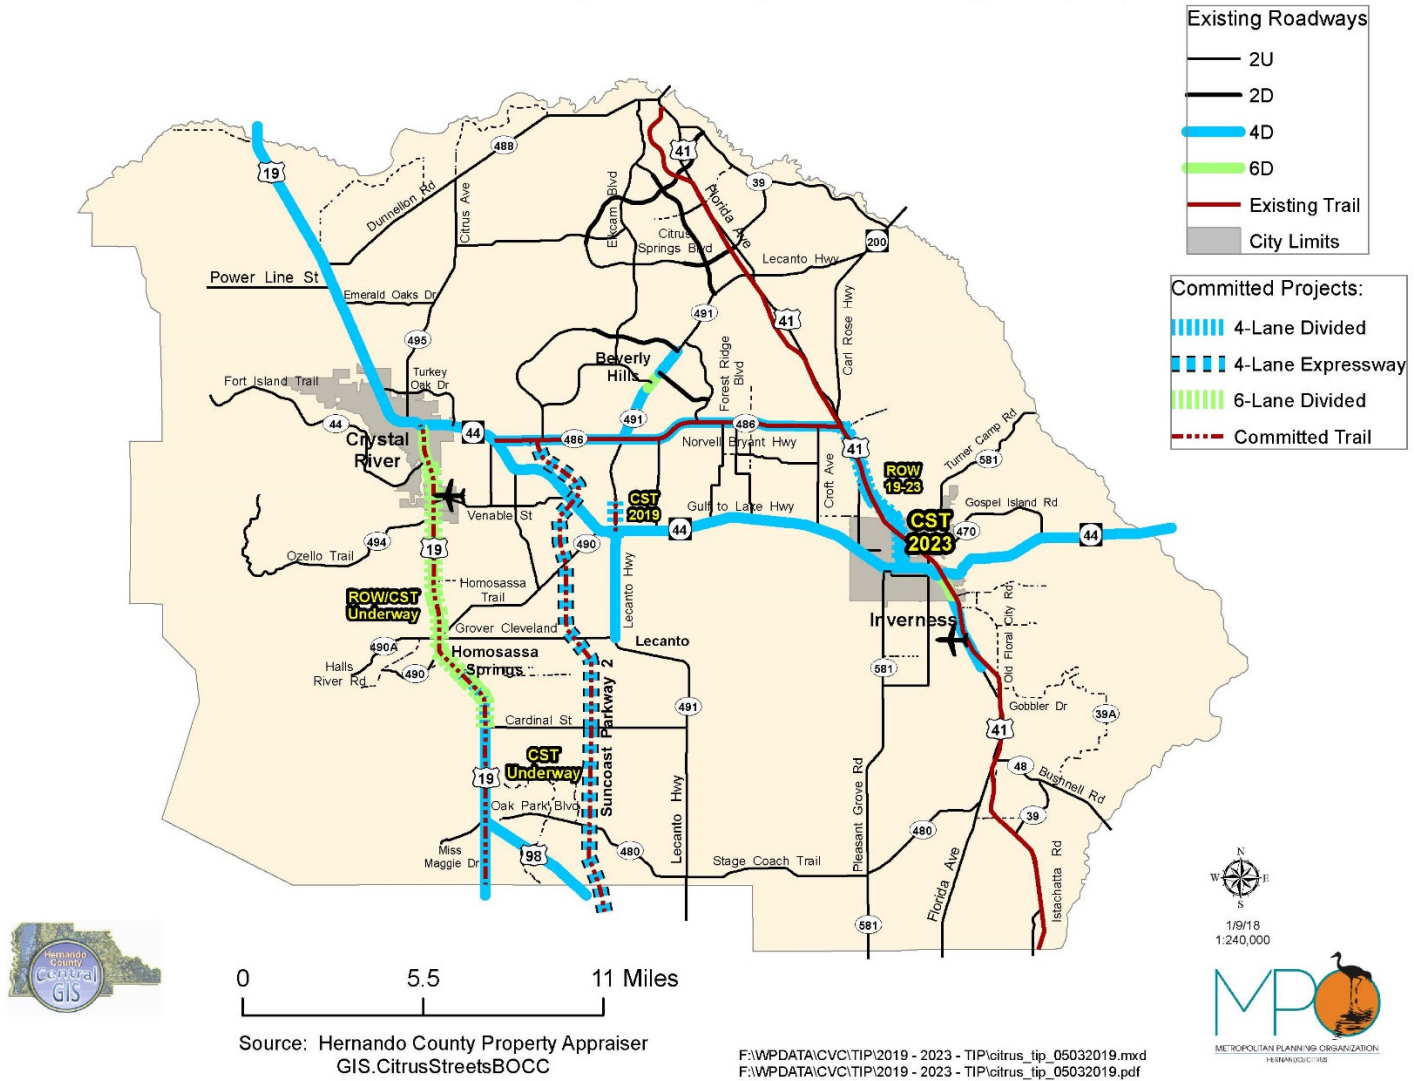 Existing Roadways
2U
2D
4D
6D
Existing Trail
City Limits
Committed Projects:
4-Lane Divided
4-Lane Expressway
6-Lane Divided
Committed Trail
19
488
41
39
Dunnellon Rd
Citrus Ave
Elkcam Blvd
Florida Ave
Citrus
Springs Blvd
200
Lecanto Hwy
Power Line St
Emerald Oaks Dr
491
41
Carl Rose Hwy
495
Beverly
Hills
Forest Ridge
Blvd
Fort Island Trail
Turkey
Oak Dr
44
491
44
486
486
Norvell Bryant Hwy
Crystal
River
41
Turner Camp Rd
581
ROW
19-23
Croft Ave
CST
2019
Gulf to Lake Hwy
Gospel Island Rd
Venable St
CST
2023
470
44
44
494
Ozello Trail
19
490
Lecanto Hwy
Homosassa
Trail
ROW/CST
Underway
Grover Cleveland
Inverness
Old Floral City Rd
490A
Homosassa
Springs
Lecanto
Halls
River Rd
490
581
Suncoast Parkway 2
491
Gobbler Dr
39A
Cardinal St
41
CST
Underway
19
48
Bushnell Rd
Oak Park Blvd
Lecanto Hwy
Pleasant Grove Rd
39
480
Miss
Maggie Dr
98
480
Stage Coach Trail
Florida Ave
Istachatta Rd
581
N
W
E
S
1/9/18
1:240,000
Hernando
County
Central
GIS
0
5.5
11 Miles
Source: Hernando County Property Appraiser
GIS.CitrusStreetsBOCC
F:\WPDATA\CVC\TIP\2019 - 2023 - TIP\citrus_tip_05032019.mxd
F:\WPDATA\CVC\TIP\2019 - 2023 - TIP\citrus_tip_05032019.pdf
MPO
METROPOLITAN PLANNING ORGANIZATION
HERNANDO/CITRUS